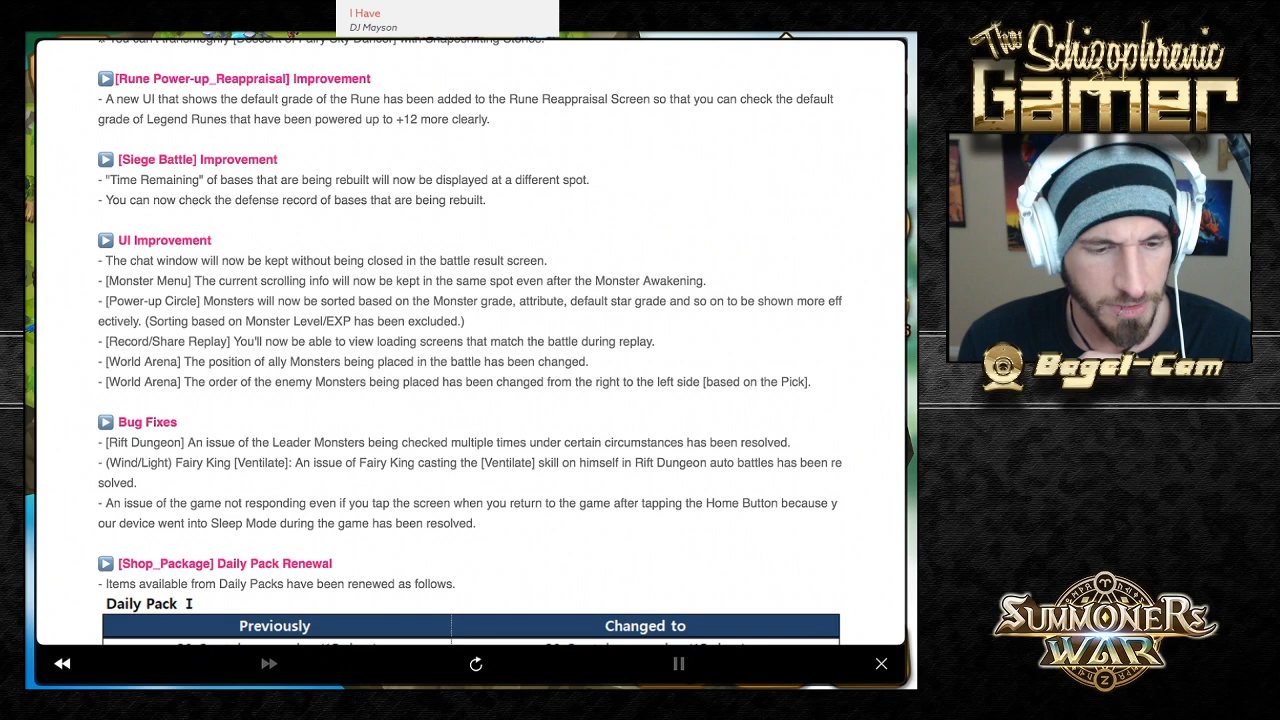 I Have
DJ Mayson
※ You can transmogrify [Descent of Fairy Sky Dancer] with Shapeshifting Stones.
[Rune Power-up_Reappraisal] Improvement
- A new UI that shows the default grade of the Rune has been added to the Rune Reappraisal Screen so that you can check the default
grade of Legend Runes that have been powered up to +12 more clearly.
[Siege Battle] Improvement
- "Time Remaining" of bases that are being rebuilt will now be displayed at a different spot.
- You can now check the defense record of bases that are being rebuilt.
UI Improvement
- The chat window will now be kept without being closed in the battle result screen.
- [Monster Menu] The current scrolling info will now be kept in the same spot even after the Monster Awakening.
- [Power-up Circle] Monsters will now be sorted based on the Monster grade, attribute, default star grade and so on to be shown more eff
ectively. (Sorting based on Monster Level/EXP has been excluded.)
- [Record/Share Replay] You'll now be able to view loading screens that match the battle during replay.
- [World Arena] The position of ally Monsters being placed in the battle has been changed.
- [World Arena] The order of the enemy Monsters being placed has been changed from the right to the left side [based on the Pick].
Bug Fixes
- [Rift Dungeon] An issue of the Leader Monsters being checked multiple times under certain circumstances has been resolved.
- (Wind/Light) Fairy King [Ventilate]: An issue of Fairy King casting the [Ventilate] skill on himself in Rift Dungeon auto battles has been re
solved.
- An issue of the game not responding even if you tap the screen when you return to the game after tapping the Home Button because y
our device went into Sleep Mode during the game has been resolved.
[Shop_Package] Daily Pack Renewal
- Items available from Daily Packs have been renewed as follows.
Daily Pack I
Previously Changed to
The Schizophrenic
Gamer
Bagel-Cam
SUMMONERS
WAR